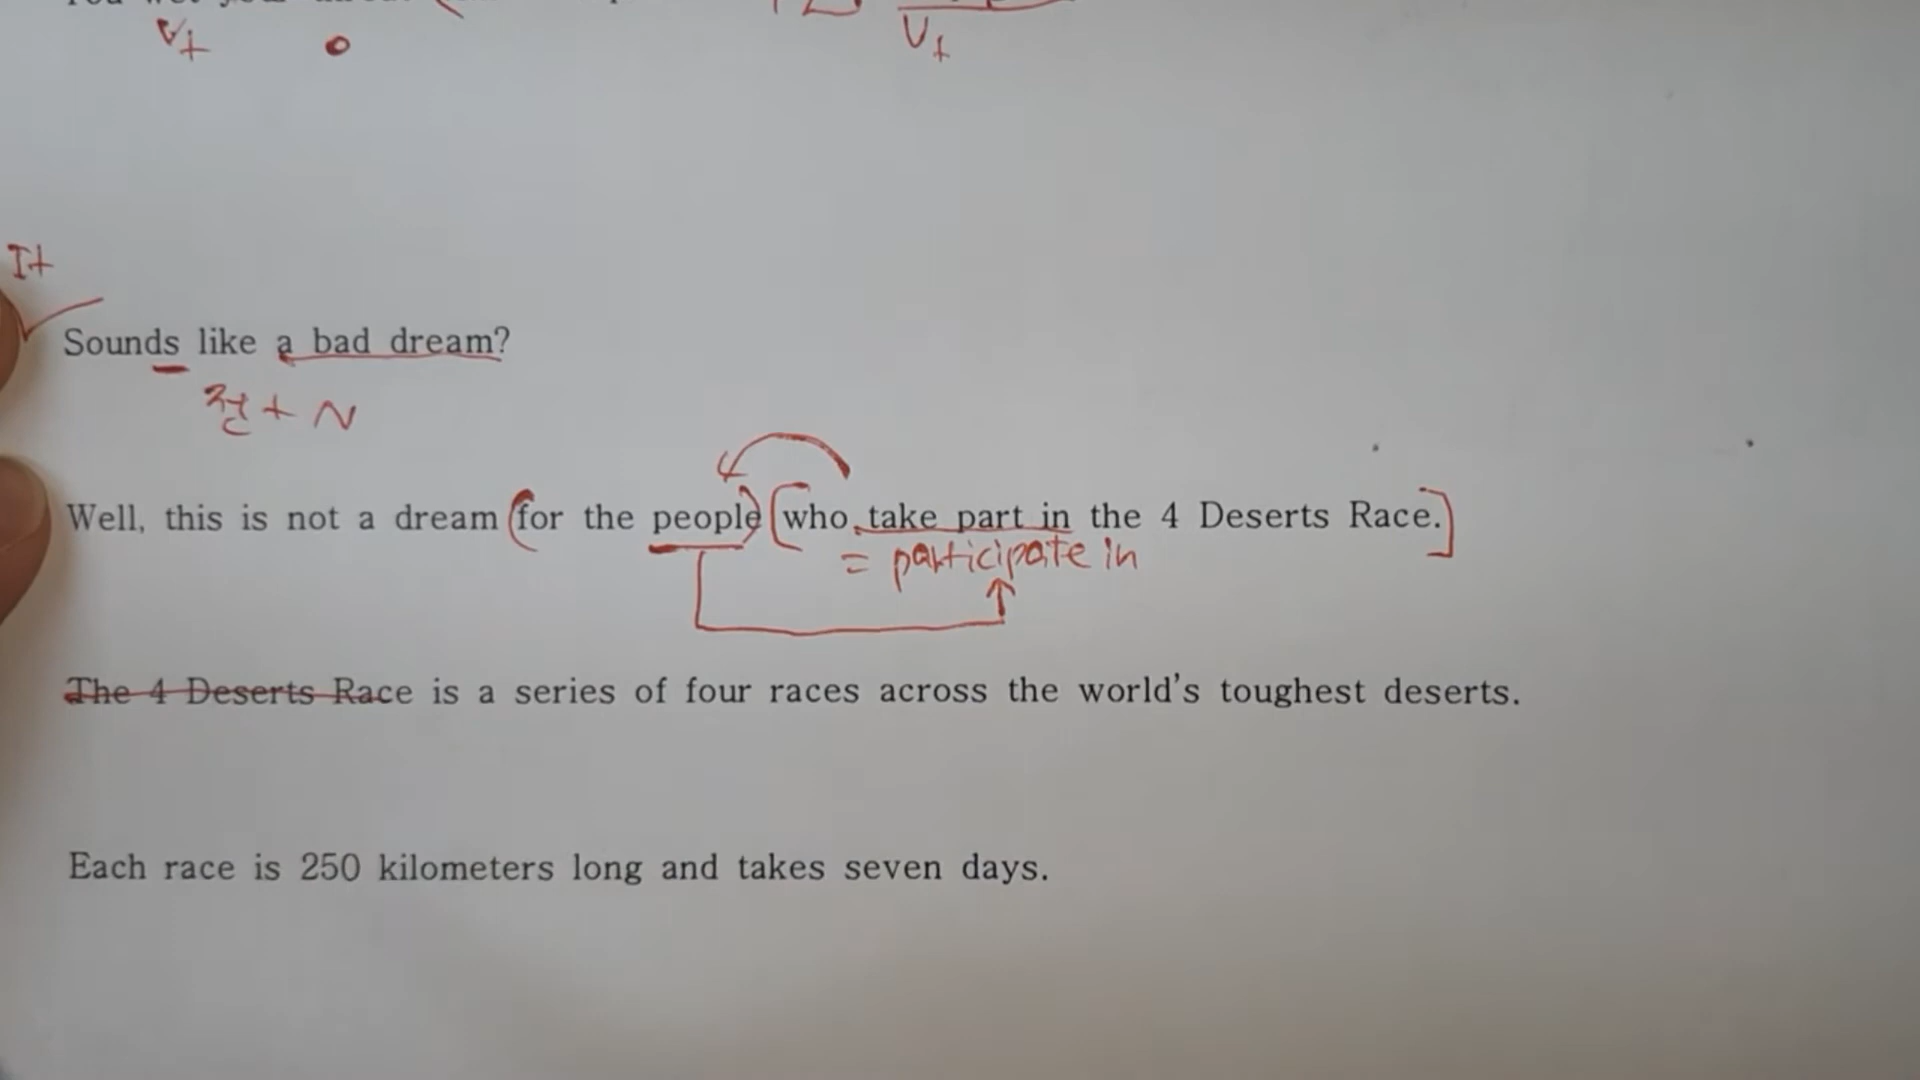 Vt
Vt
It
Sounds like a bad dream?
전 + N
Well, this is not a dream (for the people) [who take part in the 4 Deserts Race.]
= participate in
The 4 Deserts Race is a series of four races across the world's toughest deserts.
Each race is 250 kilometers long and takes seven days.